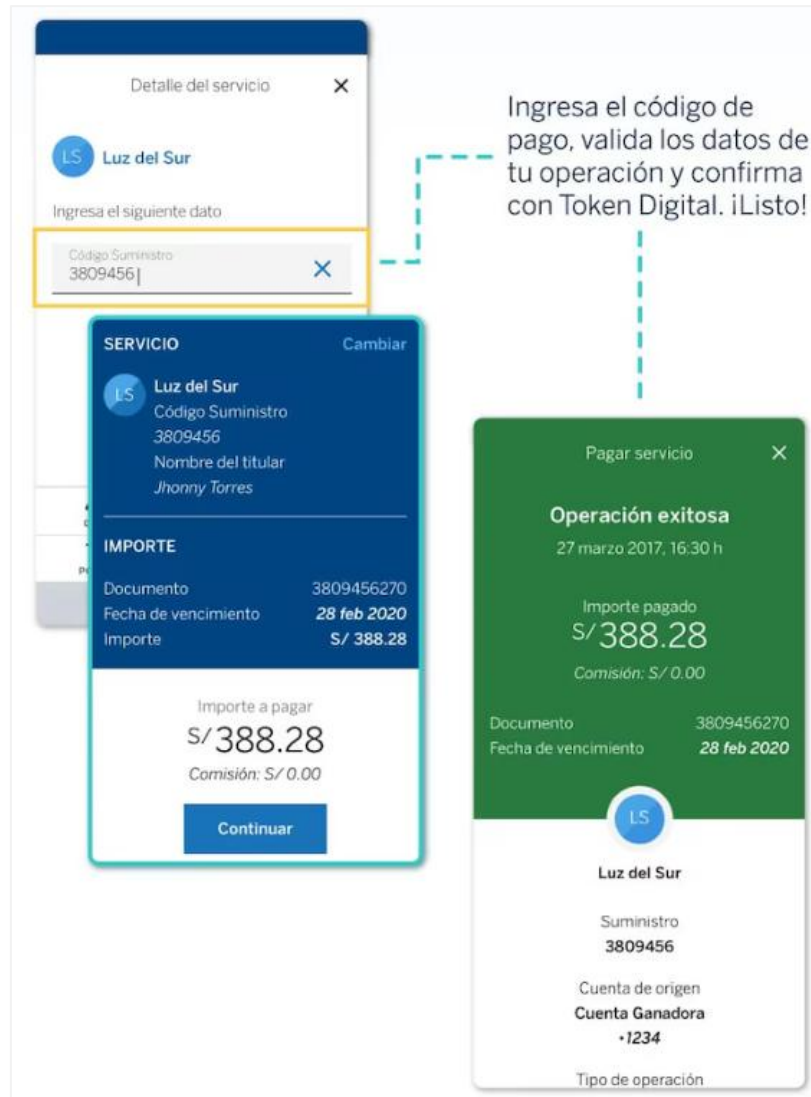 Detalle del servicio
LS Luz del Sur
Ingresa el siguiente dato
Código Suministro
3809456
Ingresa el código de
pago, valida los datos de
tu operación y confirma
con Token Digital. ¡Listo!
SERVICIO Cambiar
LS Luz del Sur
Código Suministro
3809456
Nombre del titular
Jhonny Torres
IMPORTE
Documento 3809456270
Fecha de vencimiento 28 feb 2020
Importe S/ 388.28
Importe a pagar
S/ 388.28
Comisión: S/ 0.00
Continuar
Pagar servicio
Operación exitosa
27 marzo 2017, 16:30 h
Importe pagado
S/ 388.28
Comisión: S/ 0.00
Documento 3809456270
Fecha de vencimiento 28 feb 2020
LS
Luz del Sur
Suministro
3809456
Cuenta de origen
Cuenta Ganadora
•1234
Tipo de operación